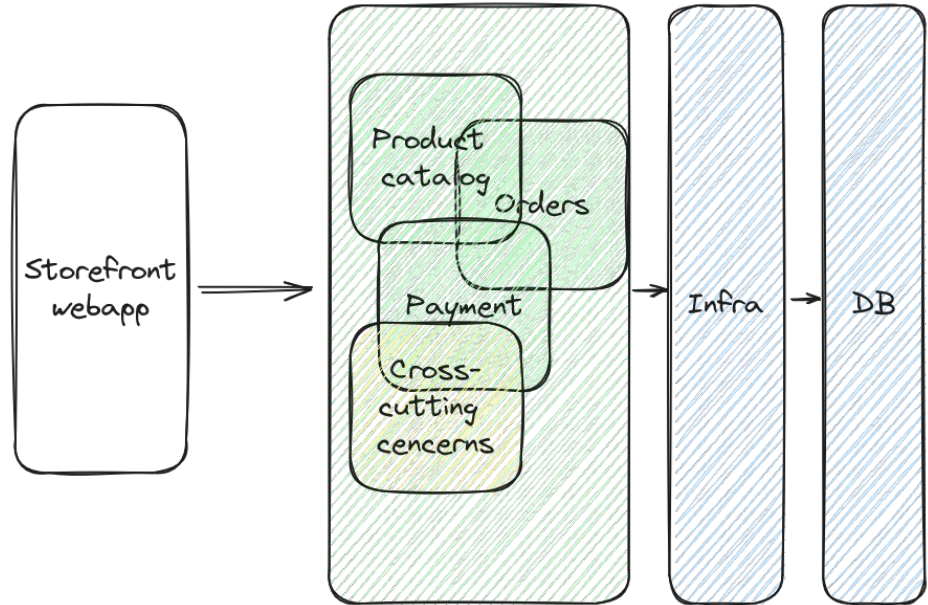 Storefront
webapp
Product
catalog
Orders
Payment
Cross-
cutting
cencerns
Infra
DB